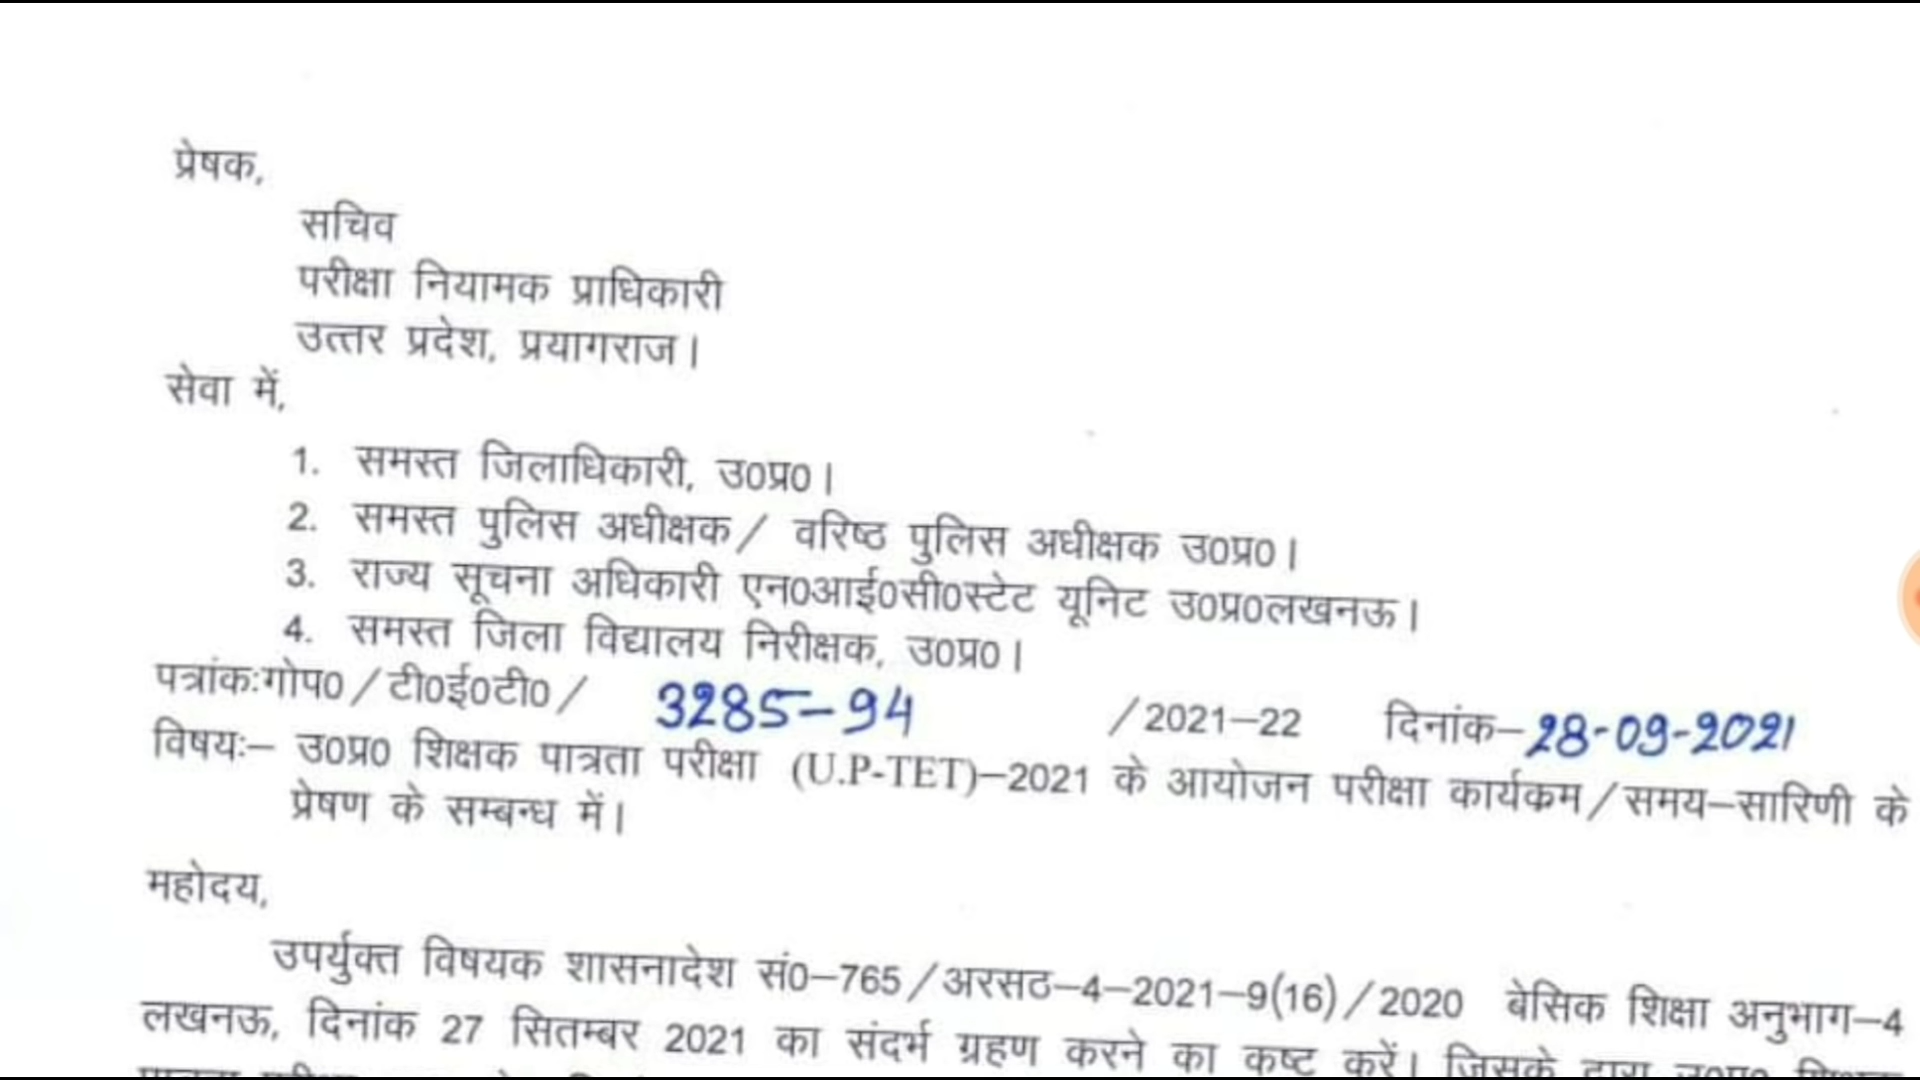 प्रेषक,
सचिव
परीक्षा नियामक प्राधिकारी
उत्तर प्रदेश, प्रयागराज।
सेवा में,
1. समस्त जिलाधिकारी, उ0प्र0।
2. समस्त पुलिस अधीक्षक/ वरिष्ठ पुलिस अधीक्षक उ0प्र0।
3. राज्य सूचना अधिकारी एन0आई0सी0स्टेट यूनिट उ0प्र0लखनऊ।
4. समस्त जिला विद्यालय निरीक्षक, उ0प्र0।
पत्रांक:गोप0/टी0ई0टी0/ 3285-94 /2021-22 दिनांक-28-09-2021
विषय:- उ0प्र0 शिक्षक पात्रता परीक्षा (U.P-TET)-2021 के आयोजन परीक्षा कार्यकम/समय-सारिणी के
प्रेषण के सम्बन्ध में।
महोदय,
उपर्युक्त विषयक शासनादेश सं0-765/अरसठ-4-2021-9(16)/2020 बेसिक शिक्षा अनुभाग-4
लखनऊ, दिनांक 27 सितम्बर 2021 का संदर्भ ग्रहण करने का कष्ट करें। जिसके द्वारा उ0प्र0